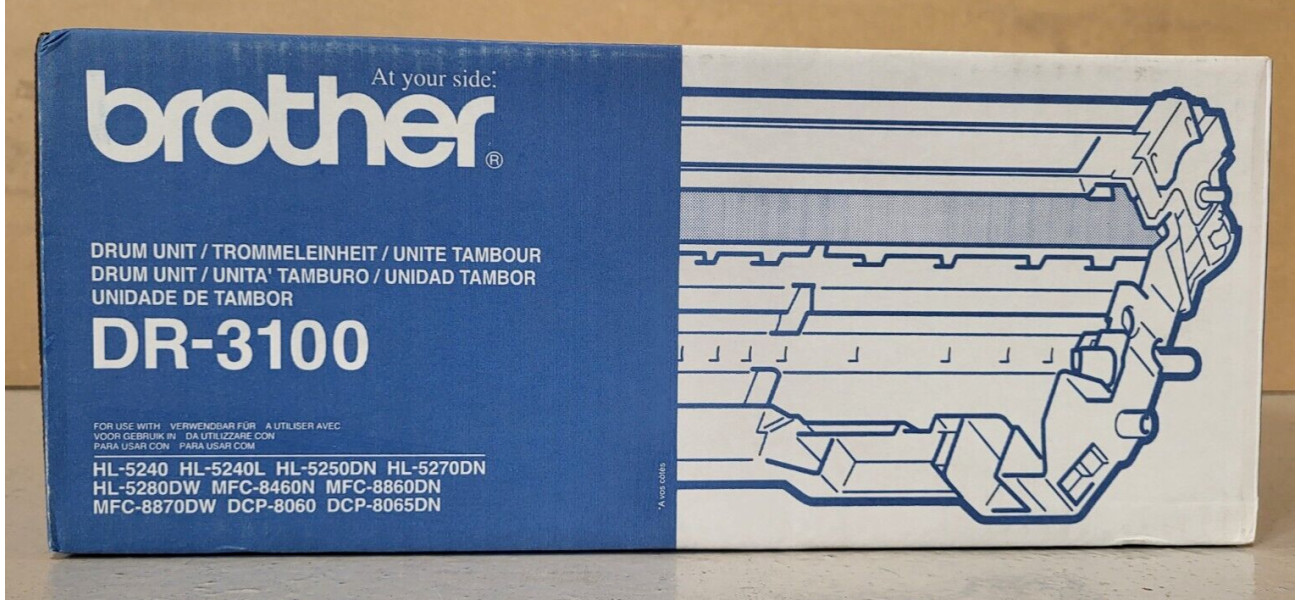 At your side.
brother®
DRUM UNIT / TROMMELEINHEIT / UNITE TAMBOUR
DRUM UNIT / UNITA' TAMBURO / UNIDAD TAMBOR
UNIDADE DE TAMBOR
DR-3100
FOR USE WITH VERWENDBAR FÜR A UTILISER AVEC
VOOR GEBRUIK IN DA UTILIZZARE CON
PARA USAR CON PARA USAR COM
HL-5240 HL-5240L HL-5250DN HL-5270DN
HL-5280DW MFC-8460N MFC-8860DN
MFC-8870DW DCP-8060 DCP-8065DN
*A vos côtés